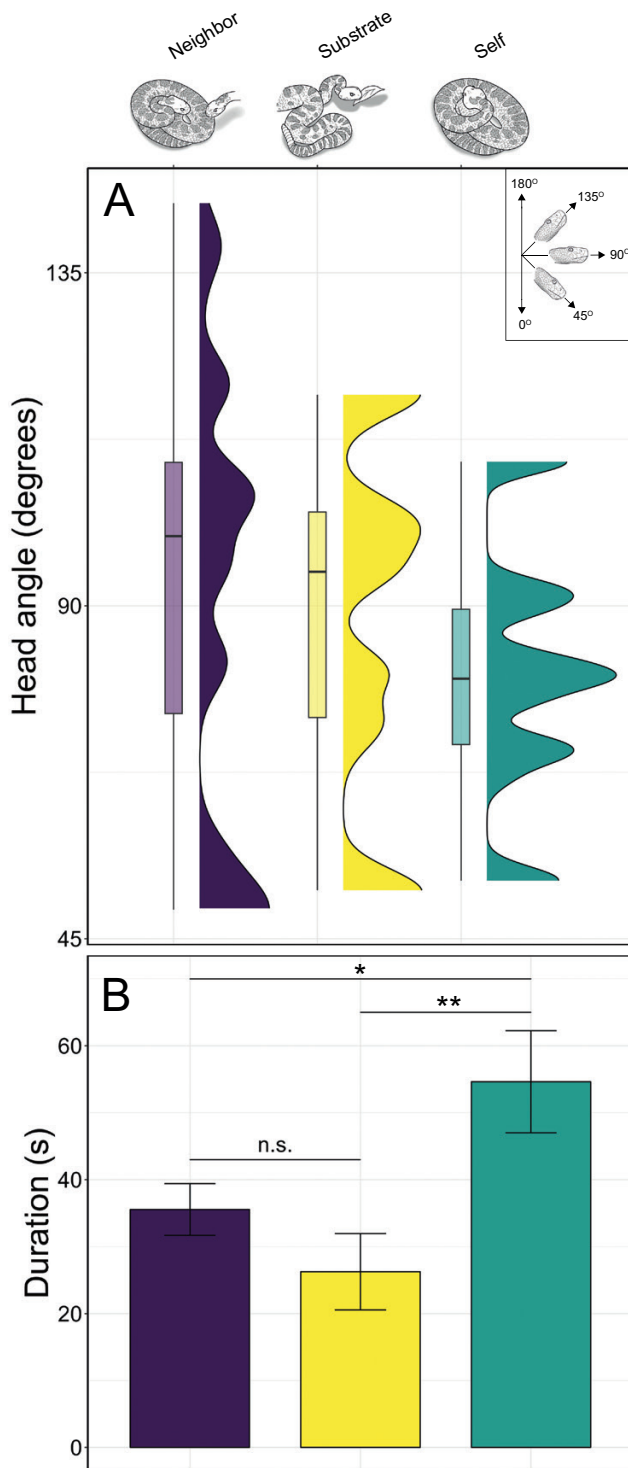 Neighbor
Substrate
Self
A
180°
135°
90°
45°
0°
135
90
45
Head angle (degrees)
B
*
**
n.s.
60
40
20
0
Duration (s)